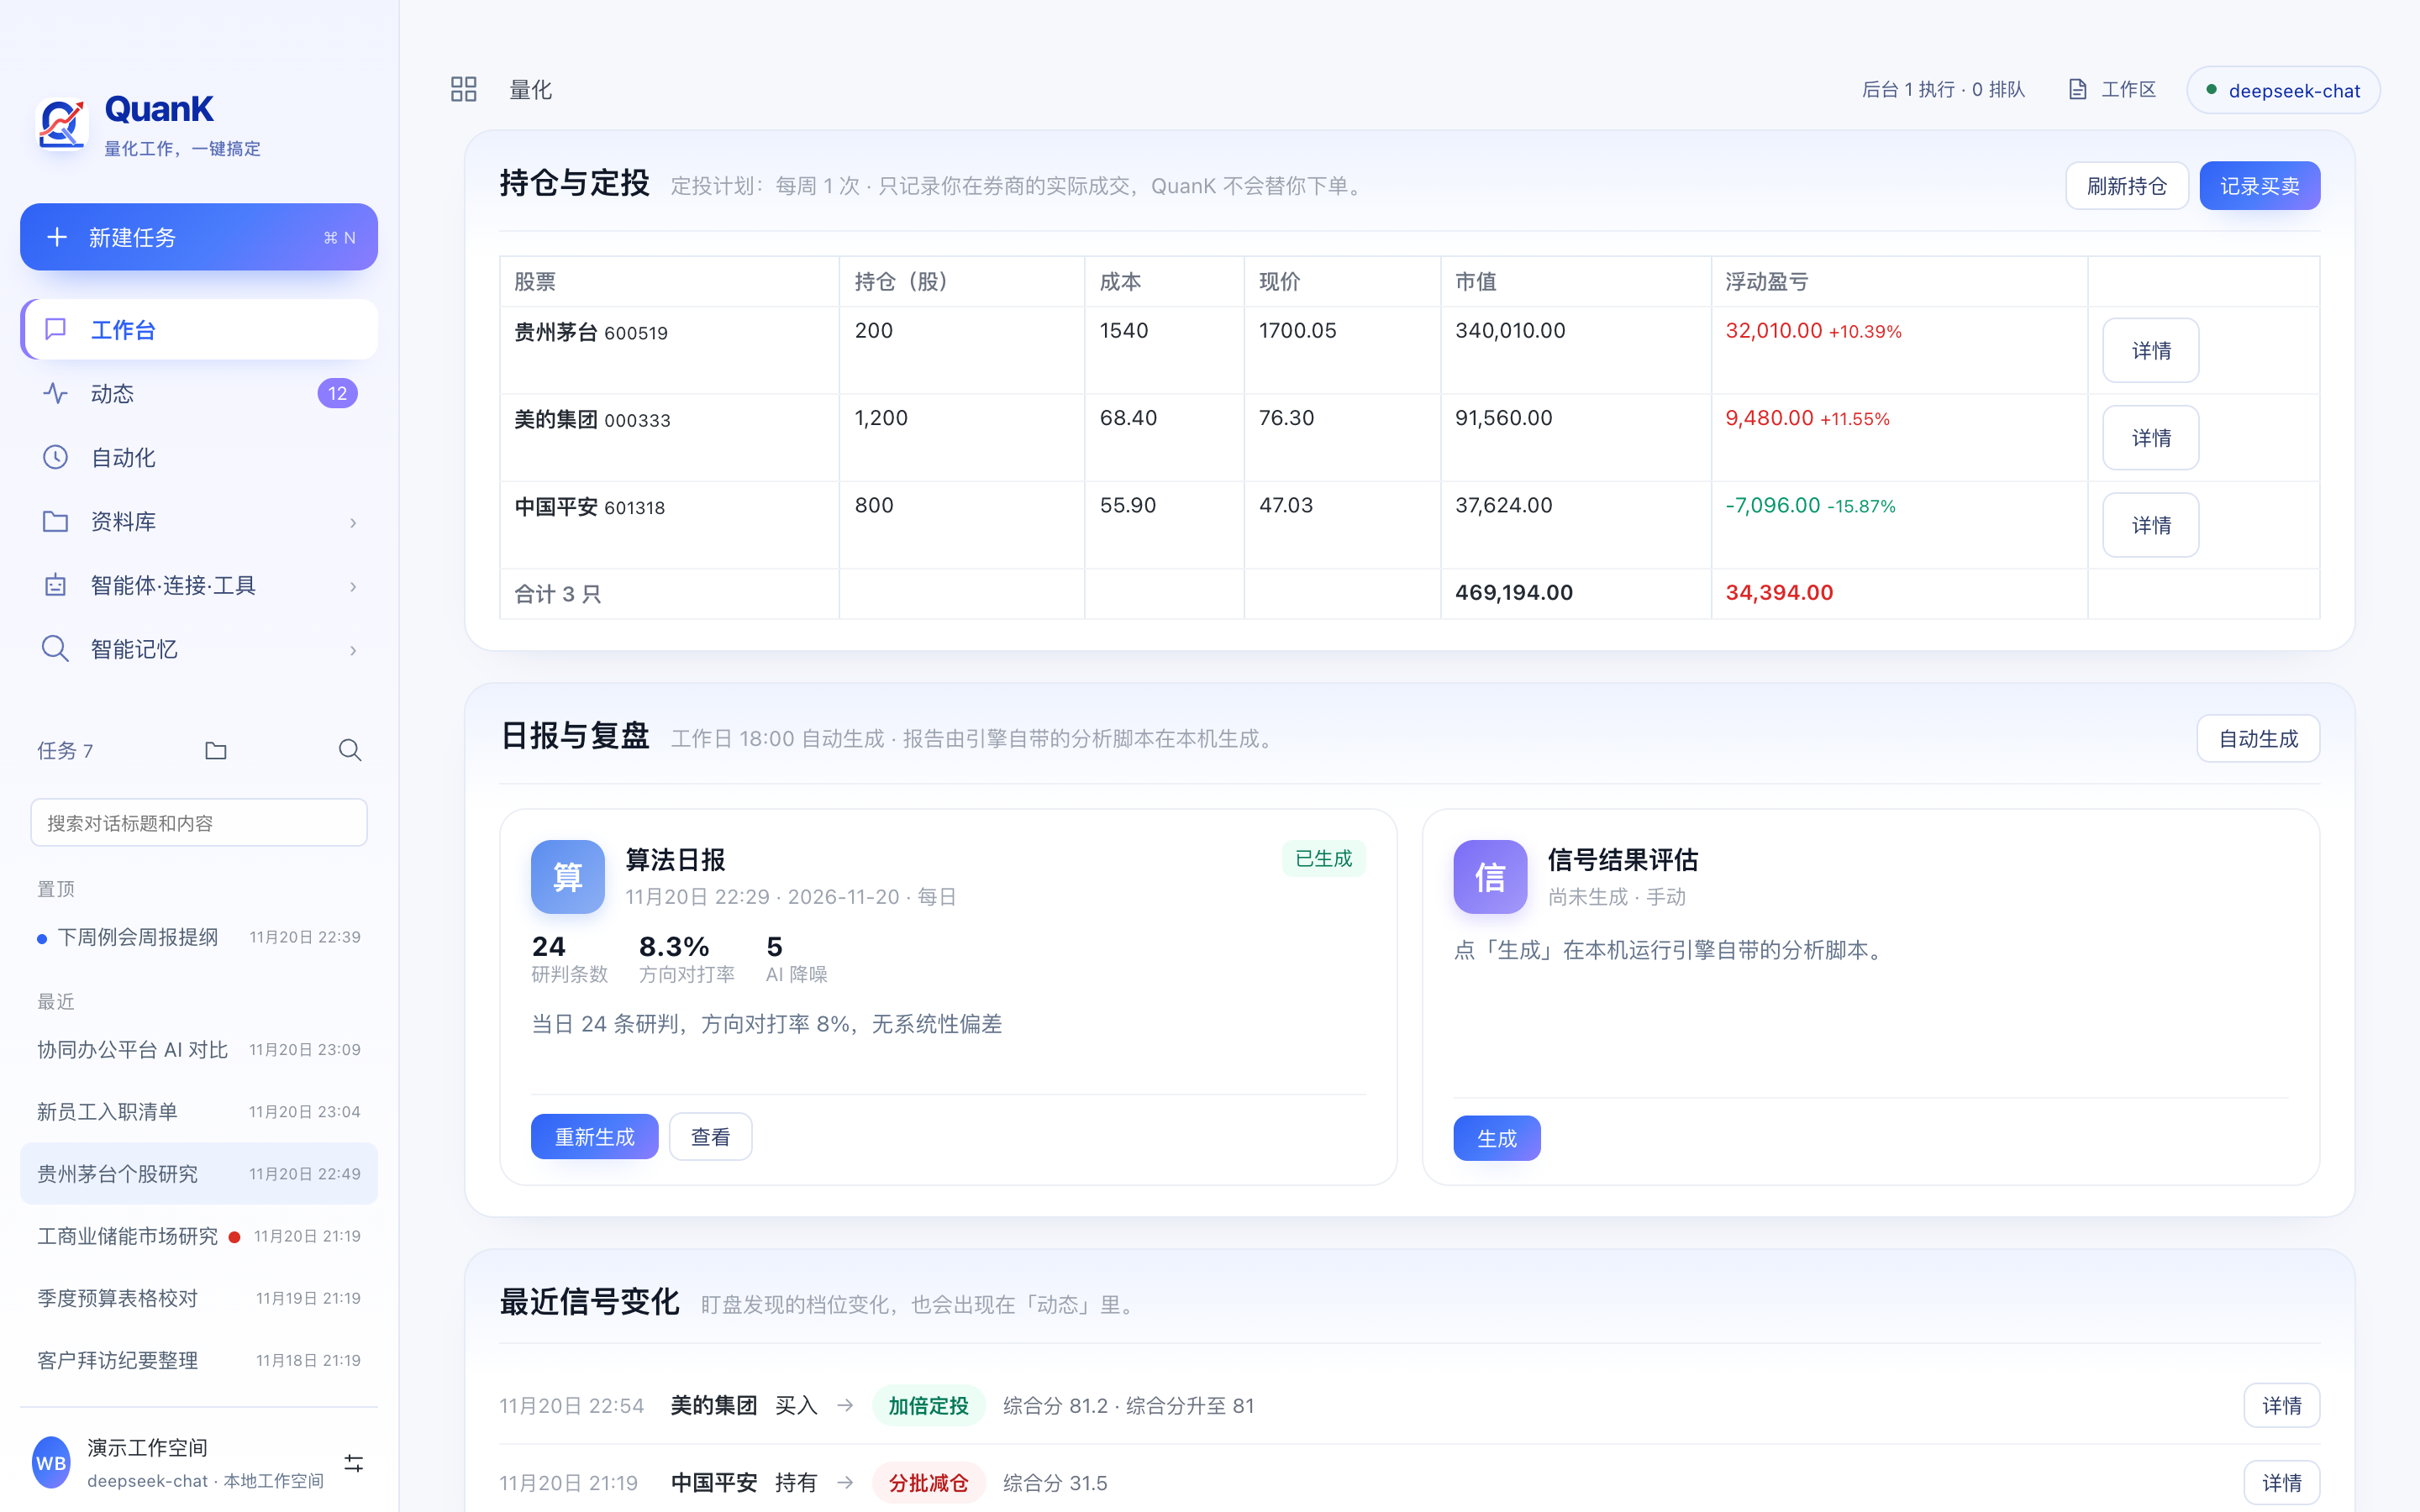 QuanK
量化工作，一键搞定
新建任务 ⌘ N
工作台
动态 12
自动化
资料库
智能体·连接·工具
智能记忆
任务 7
搜索对话标题和内容
置顶
下周例会周报提纲 11月20日 22:39
最近
协同办公平台 AI 对比 11月20日 23:09
新员工入职清单 11月20日 23:04
贵州茅台个股研究 11月20日 22:49
工商业储能市场研究 11月20日 21:19
季度预算表格校对 11月19日 21:19
客户拜访纪要整理 11月18日 21:19
WB
演示工作空间
deepseek-chat · 本地工作空间
量化 后台 1 执行 · 0 排队 工作区 deepseek-chat
持仓与定投 定投计划：每周 1 次 · 只记录你在券商的实际成交，QuanK 不会替你下单。 刷新持仓 记录买卖
股票 持仓（股） 成本 现价 市值 浮动盈亏
贵州茅台 600519 200 1540 1700.05 340,010.00 32,010.00 +10.39% 详情
美的集团 000333 1,200 68.40 76.30 91,560.00 9,480.00 +11.55% 详情
中国平安 601318 800 55.90 47.03 37,624.00 -7,096.00 -15.87% 详情
合计 3 只 469,194.00 34,394.00
日报与复盘 工作日 18:00 自动生成 · 报告由引擎自带的分析脚本在本机生成。 自动生成
算
算法日报 已生成
11月20日 22:29 · 2026-11-20 · 每日
24 8.3% 5
研判条数 方向对打率 AI 降噪
当日 24 条研判，方向对打率 8%，无系统性偏差
重新生成 查看
信
信号结果评估
尚未生成 · 手动
点「生成」在本机运行引擎自带的分析脚本。
生成
最近信号变化 盯盘发现的档位变化，也会出现在「动态」里。
11月20日 22:54 美的集团 买入 → 加倍定投 综合分 81.2 · 综合分升至 81 详情
11月20日 21:19 中国平安 持有 → 分批减仓 综合分 31.5 详情